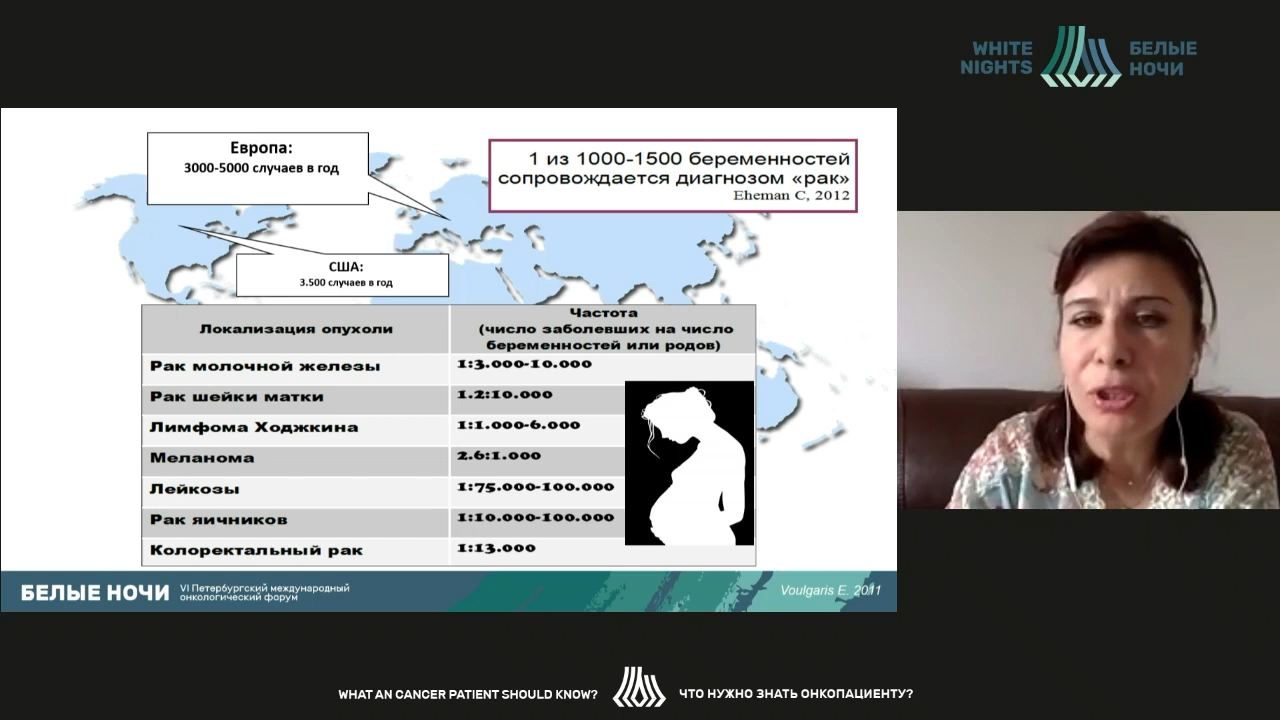 WHITE
NIGHTS
БЕЛЫЕ
НОЧИ
Европа:
3000-5000 случаев в год
1 из 1000-1500 беременностей
сопровождается диагнозом «рак»
Eheman C, 2012
США:
3.500 случаев в год
Локализация опухоли
Частота
(число заболевших на число
беременностей или родов)
Рак молочной железы 1:3.000-10.000
Рак шейки матки 1.2:10.000
Лимфома Ходжкина 1:1.000-6.000
Меланома 2.6:1.000
Лейкозы 1:75.000-100.000
Рак яичников 1:10.000-100.000
Колоректальный рак 1:13.000
БЕЛЫЕ НОЧИ
VI Петербургский международный
онкологический форум
Voulgaris E. 2011
WHAT AN CANCER PATIENT SHOULD KNOW?
ЧТО НУЖНО ЗНАТЬ ОНКОПАЦИЕНТУ?